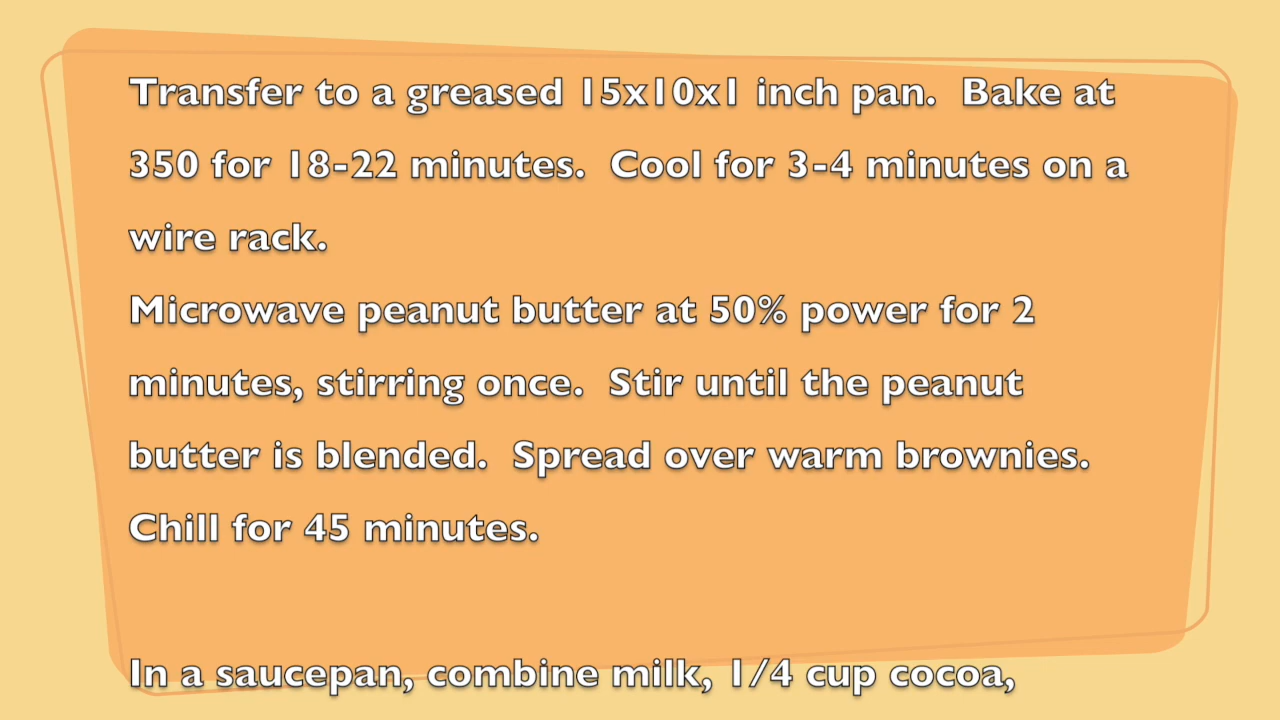 Transfer to a greased 15x10x1 inch pan.  Bake at
350 for 18-22 minutes.  Cool for 3-4 minutes on a
wire rack.
Microwave peanut butter at 50% power for 2
minutes, stirring once.  Stir until the peanut
butter is blended.  Spread over warm brownies.
Chill for 45 minutes.
In a saucepan, combine milk, 1/4 cup cocoa,